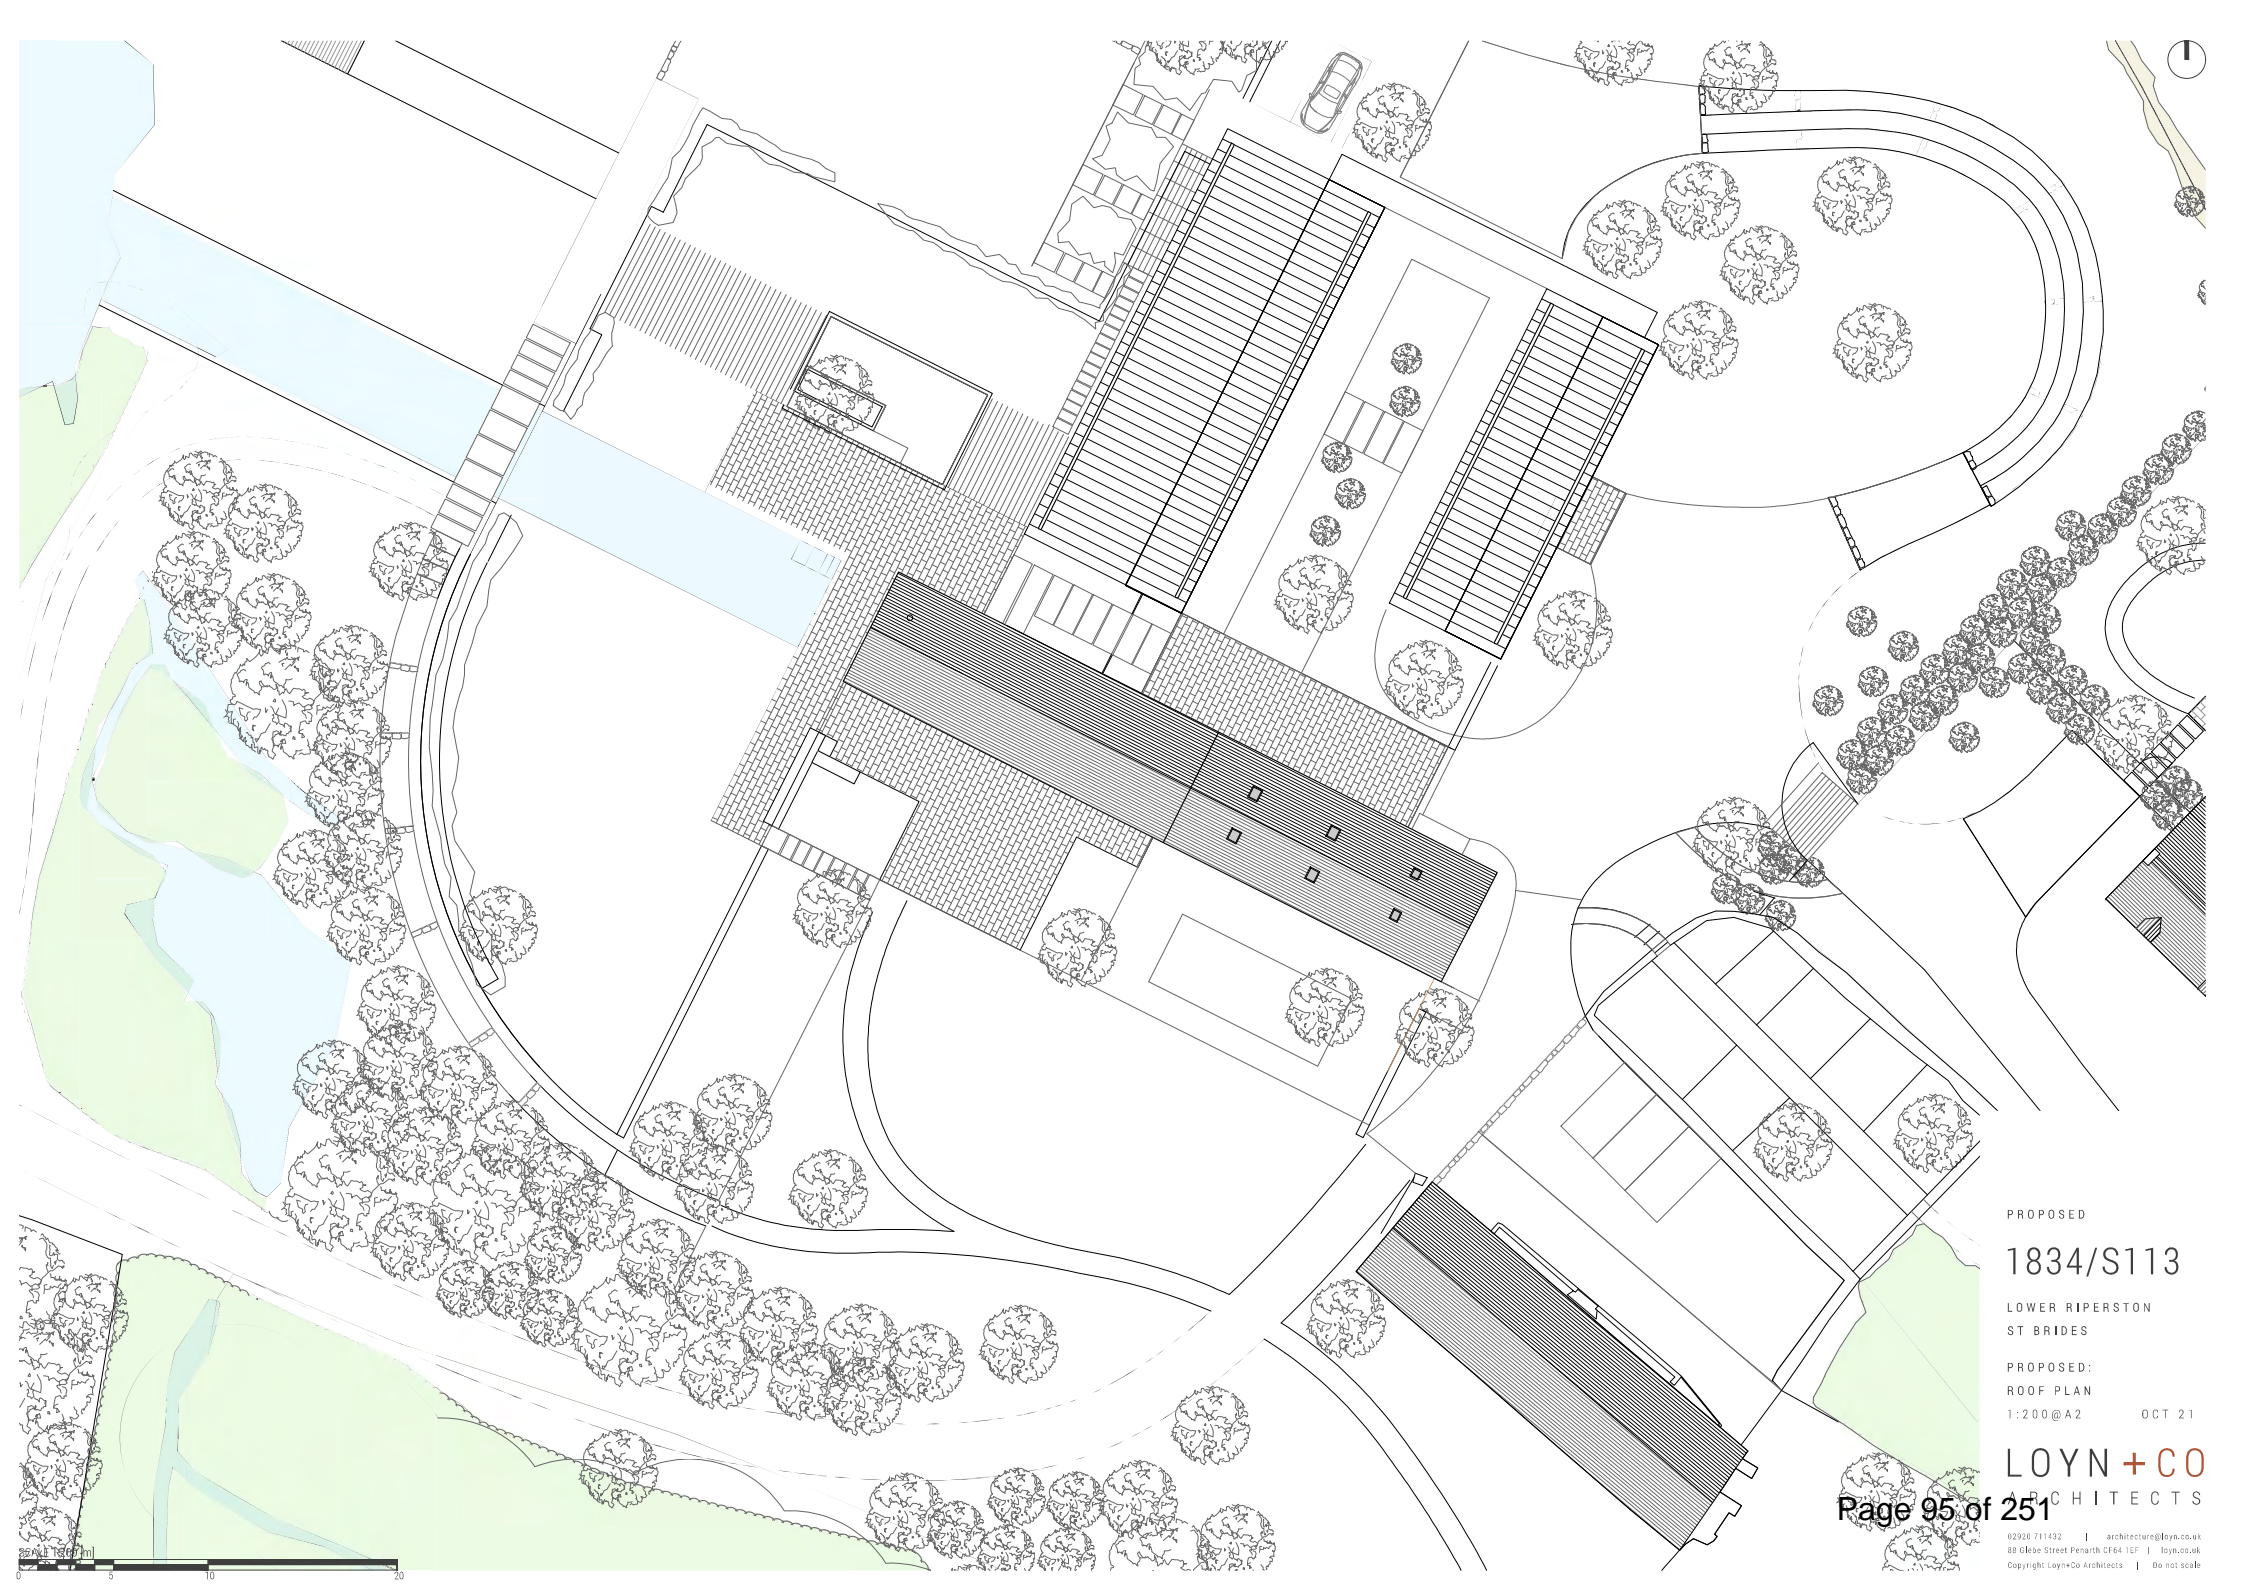 PROPOSED
1834/S113
LOWER RIPERSTON
ST BRIDES
PROPOSED:
ROOF PLAN
1:200@A2 OCT 21
LOYN+CO
ARCHITECTS
Page 95 of 251
02920 711432 | architecture@loyn.co.uk
88 Glebe Street Penarth CF64 1EF | loyn.co.uk
Copyright Loyn+Co Architects | Do not scale
0 5 10 20